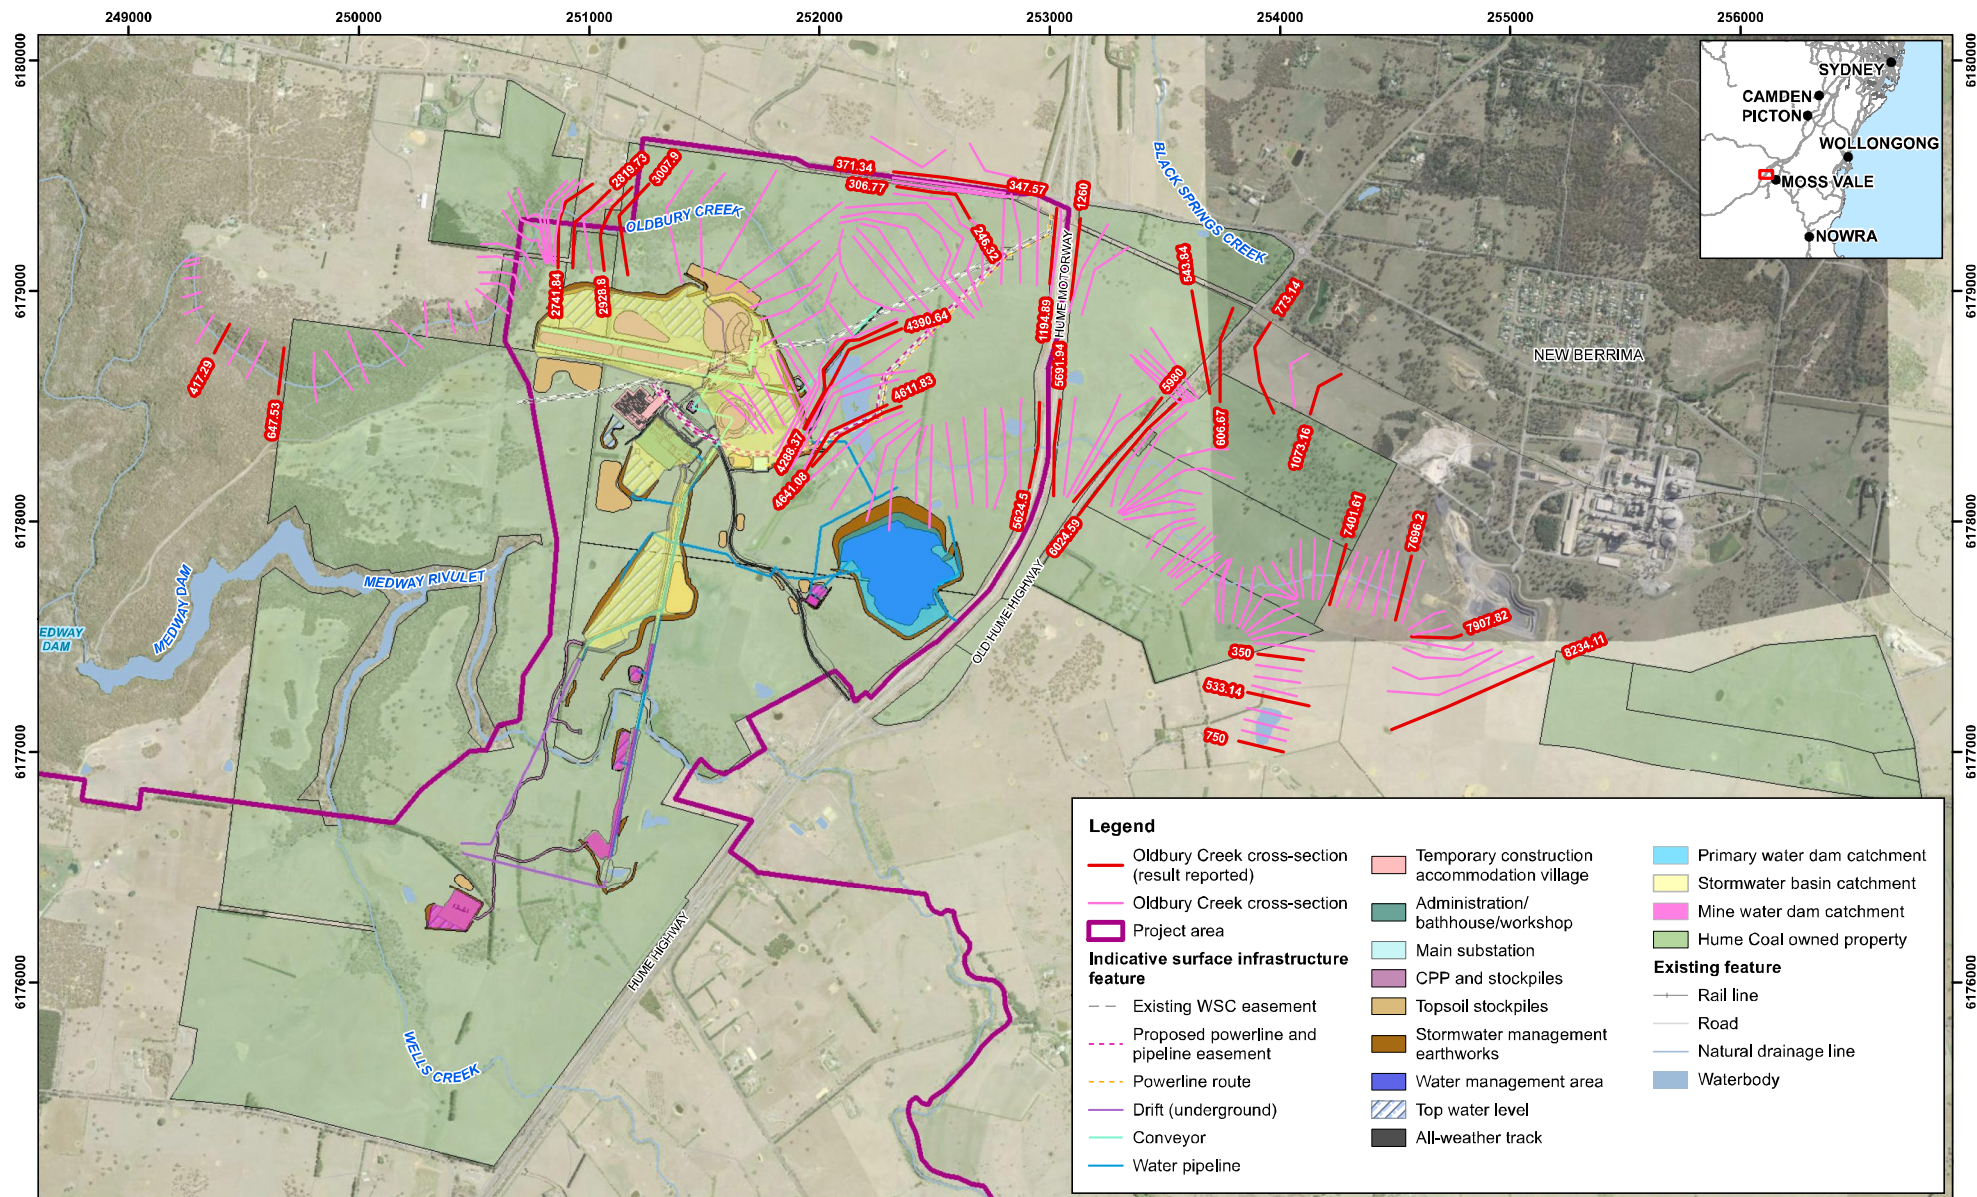 249000
250000
251000
252000
253000
254000
255000
256000
6180000
6179000
6178000
6177000
6176000
6180000
6179000
6178000
6177000
6176000
SYDNEY
CAMDEN
PICTON
WOLLONGONG
MOSS VALE
NOWRA
2819.73
3007.9
371.34
306.77
347.57
1260
246.32
BLACK SPRINGS CREEK
OLDBURY CREEK
HUME MOTORWAY
543.84
773.14
2741.84
2928.8
4390.64
1194.89
5691.94
NEW BERRIMA
417.29
647.53
4611.83
5980
606.67
1073.16
4288.37
4641.08
5624.5
6024.59
7401.61
7696.2
MEDWAY RIVULET
MEDWAY DAM
EDWAY
DAM
OLD HUME HIGHWAY
7907.82
8234.11
350
533.14
750
HUME HIGHWAY
WELLS CREEK
Legend
Oldbury Creek cross-section
(result reported)
Oldbury Creek cross-section
Project area
Indicative surface infrastructure
feature
Existing WSC easement
Proposed powerline and
pipeline easement
Powerline route
Drift (underground)
Conveyor
Water pipeline
Temporary construction
accommodation village
Administration/
bathhouse/workshop
Main substation
CPP and stockpiles
Topsoil stockpiles
Stormwater management
earthworks
Water management area
Top water level
All-weather track
Primary water dam catchment
Stormwater basin catchment
Mine water dam catchment
Hume Coal owned property
Existing feature
Rail line
Road
Natural drainage line
Waterbody